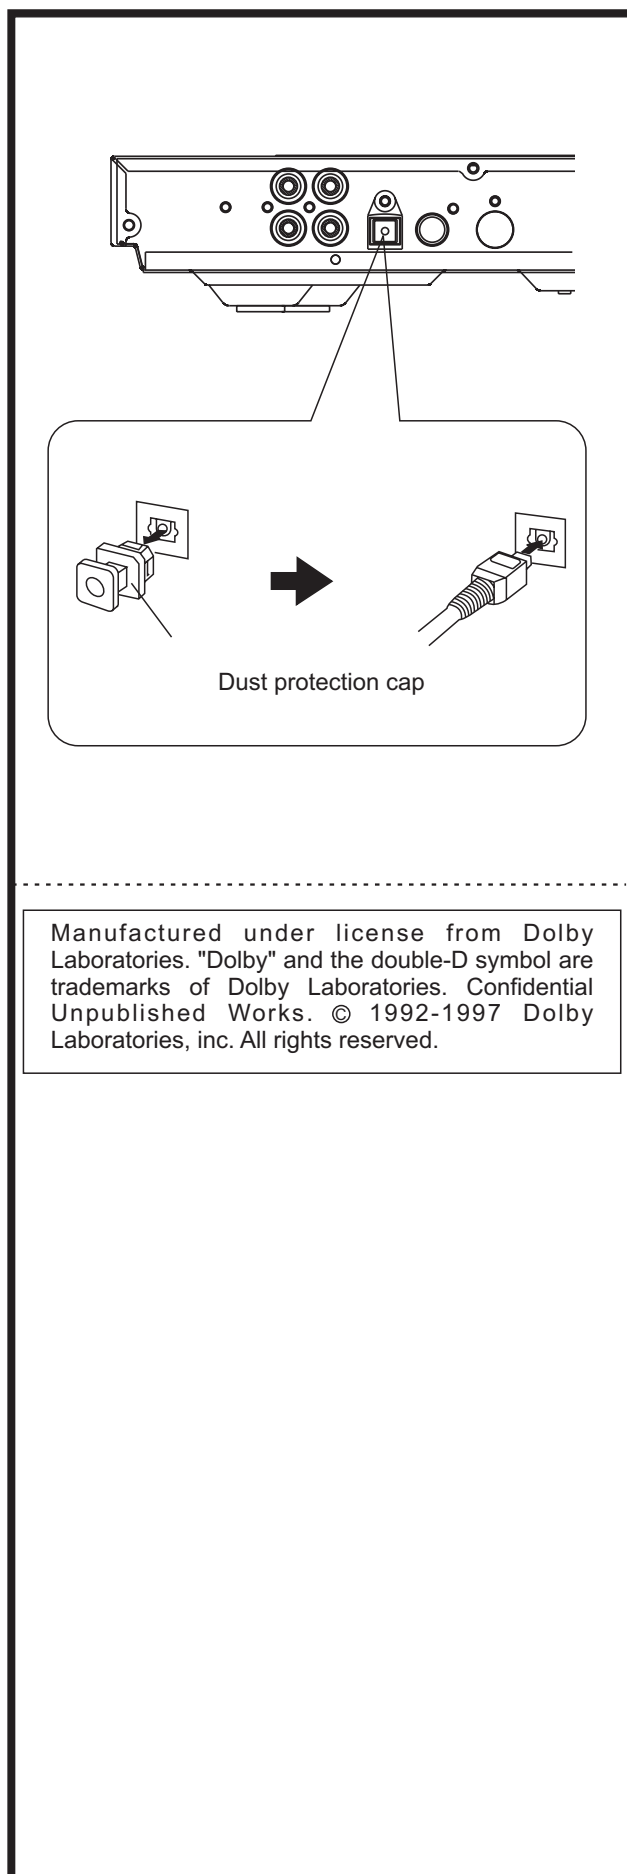 Dust protection cap
Manufactured under license from Dolby
Laboratories. "Dolby" and the double-D symbol are
trademarks of Dolby Laboratories. Confidential
Unpublished Works. © 1992-1997 Dolby
Laboratories, inc. All rights reserved.